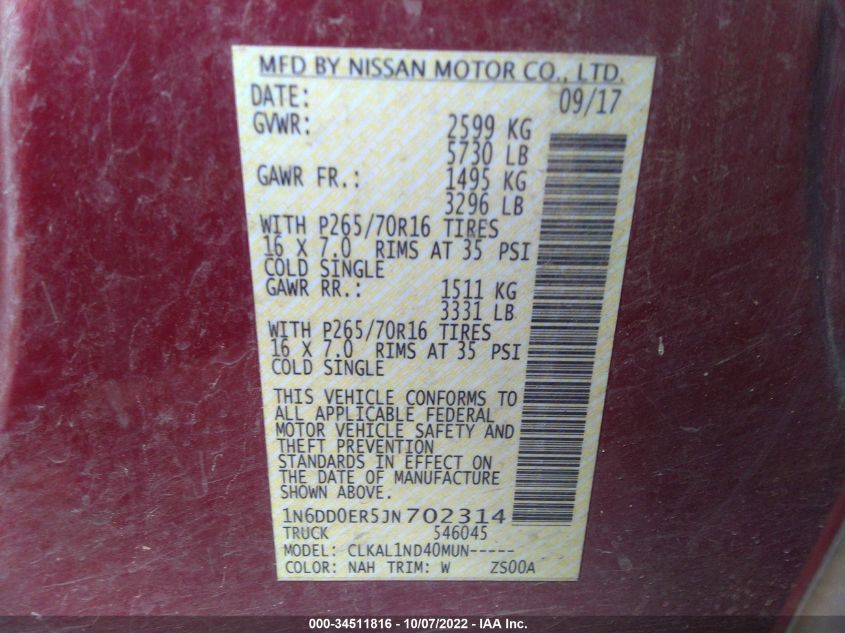 MFD BY NISSAN MOTOR CO., LTD.
DATE: 09/17
GVWR: 2599 KG
5730 LB
GAWR FR.: 1495 KG
3296 LB
WITH P265/70R16 TIRES
16 X 7.0 RIMS AT 35 PSI
COLD SINGLE
GAWR RR.: 1511 KG
3331 LB
WITH P265/70R16 TIRES
16 X 7.0 RIMS AT 35 PSI
COLD SINGLE
THIS VEHICLE CONFORMS TO
ALL APPLICABLE FEDERAL
MOTOR VEHICLE SAFETY AND
THEFT PREVENTION
STANDARDS IN EFFECT ON
THE DATE OF MANUFACTURE
SHOWN ABOVE.
1N6DD0ER5JN702314
TRUCK 546045
MODEL: CLKAL1ND40MUN-----
COLOR: NAH TRIM: W ZS00A
000-34511816 - 10/07/2022 - IAA Inc.